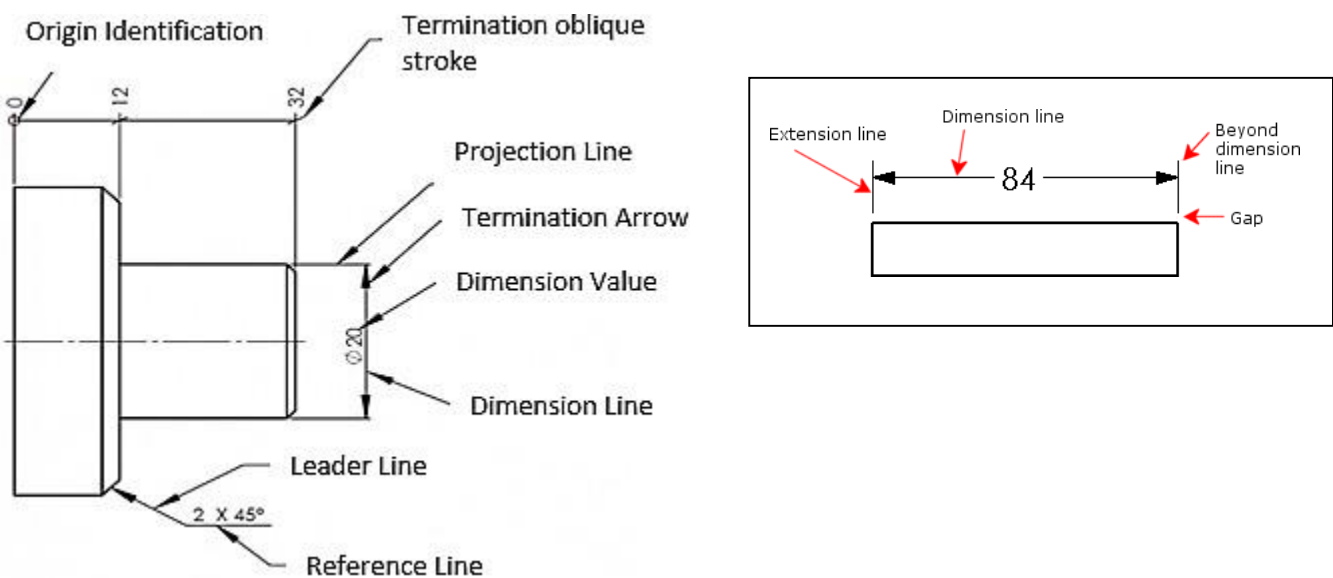 Origin Identification
Termination oblique
stroke
0
12
32
Projection Line
Termination Arrow
Dimension Value
∅20
Dimension Line
Leader Line
2 X 45°
Reference Line
Extension line
Dimension line
Beyond
dimension
line
84
Gap